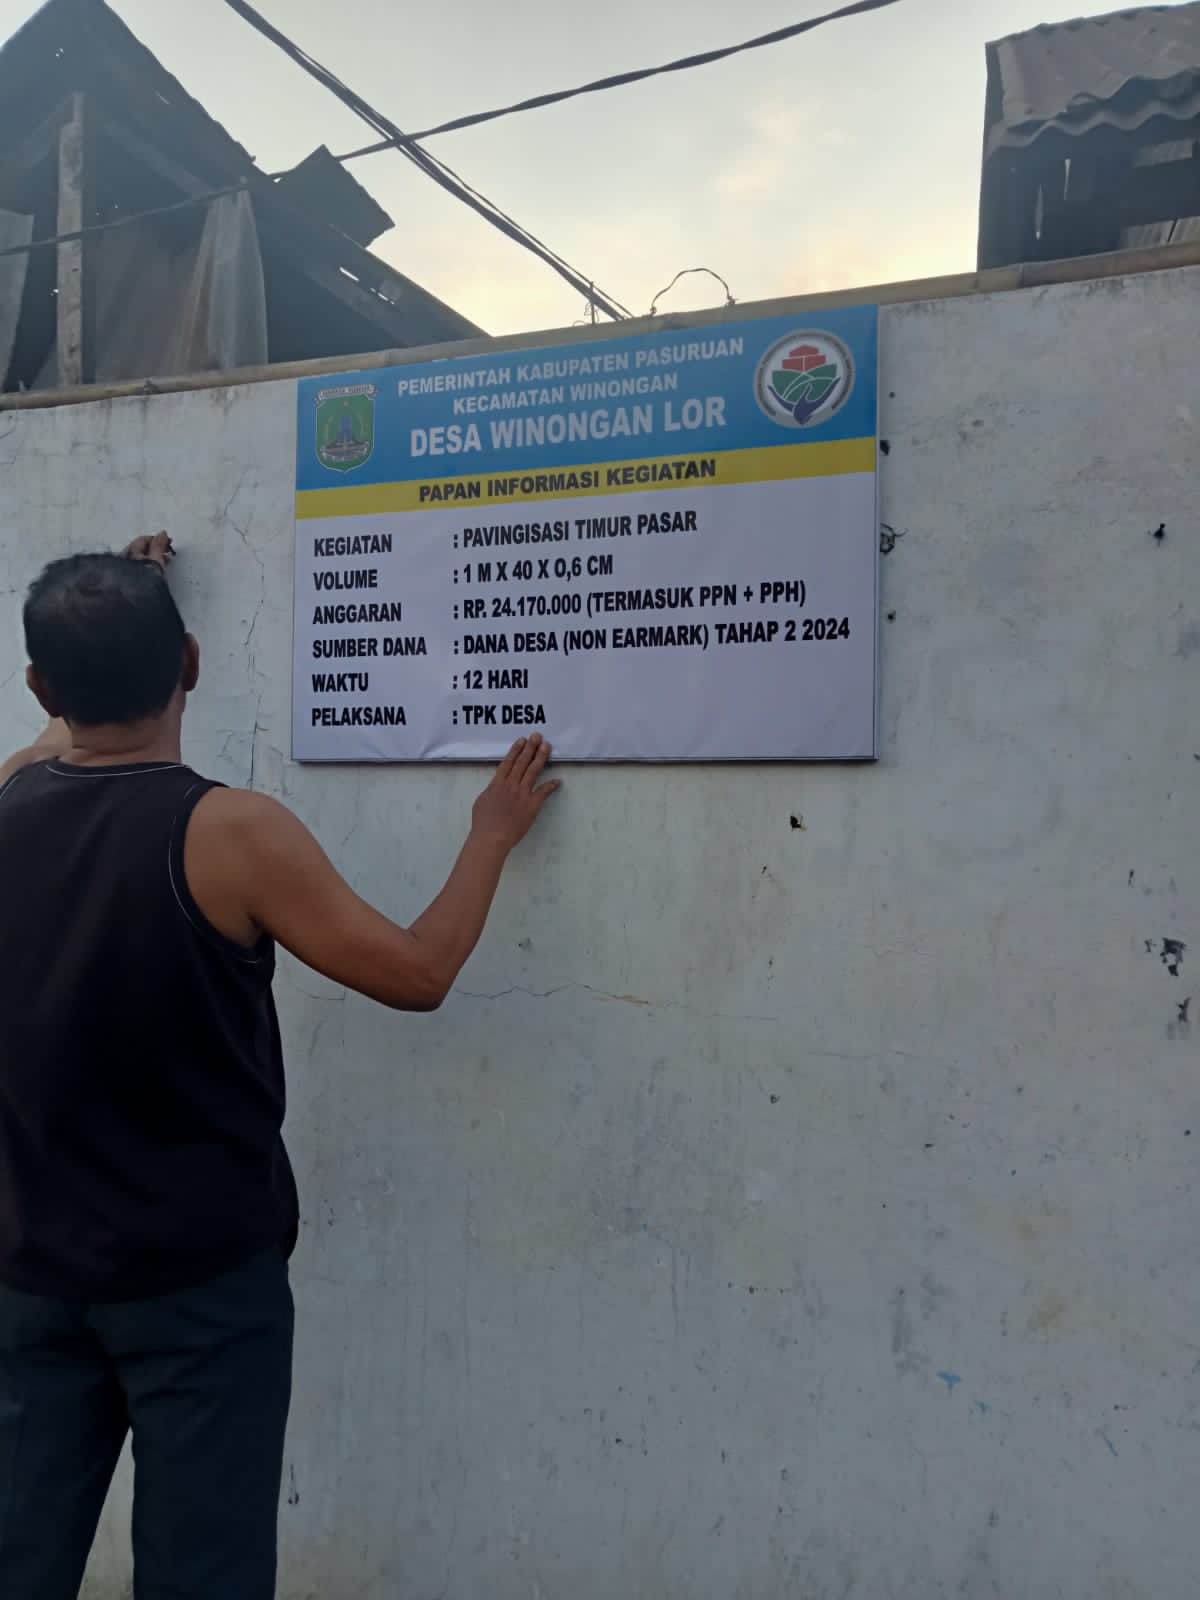 PEMERINTAH KABUPATEN PASURUAN
KECAMATAN WINONGAN
DESA WINONGAN LOR
PAPAN INFORMASI KEGIATAN
KEGIATAN : PAVINGISASI TIMUR PASAR
VOLUME : 1 M X 40 X 0,6 CM
ANGGARAN : RP. 24.170.000 (TERMASUK PPN + PPH)
SUMBER DANA : DANA DESA (NON EARMARK) TAHAP 2 2024
WAKTU : 12 HARI
PELAKSANA : TPK DESA